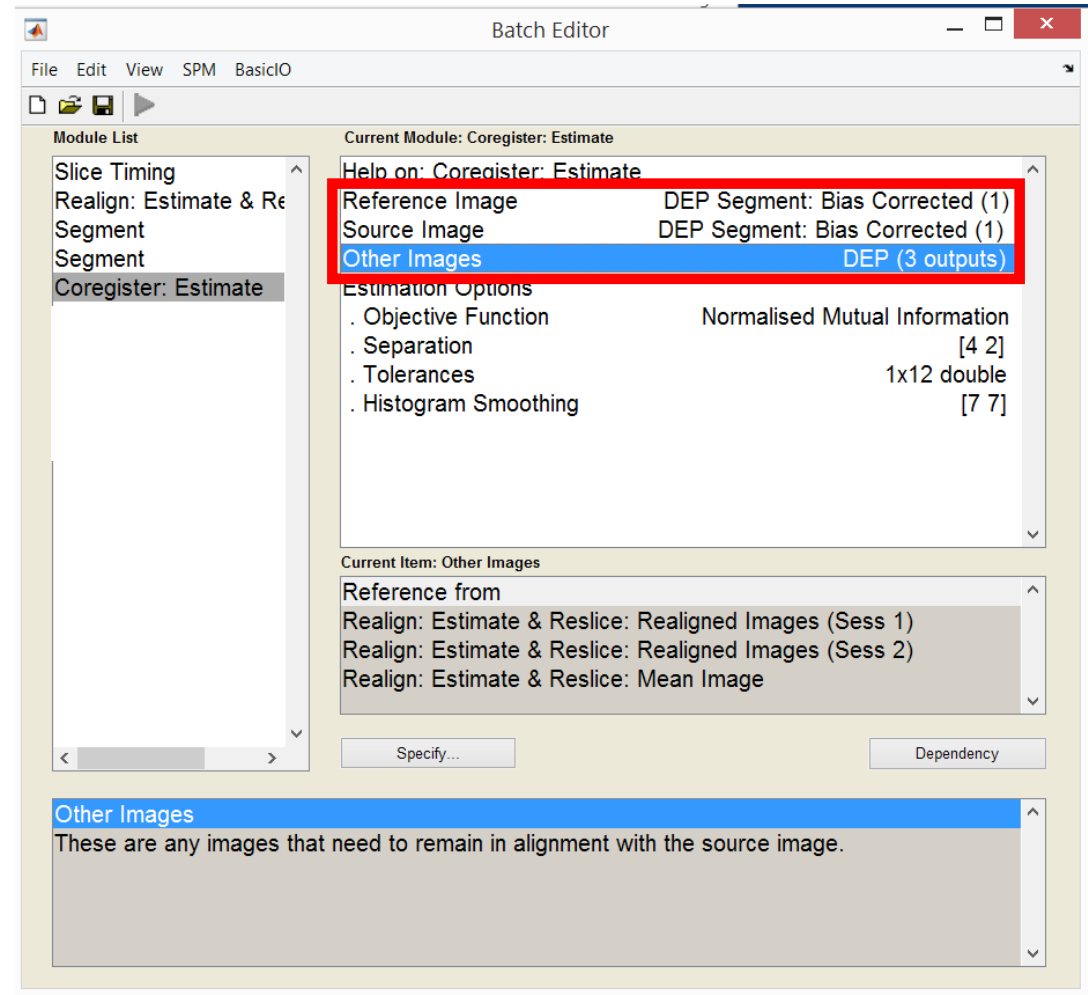 Batch Editor
File Edit View SPM BasicIO
Module List
Slice Timing
Realign: Estimate & Re
Segment
Segment
Coregister: Estimate
Current Module: Coregister: Estimate
Help on: Coregister: Estimate
Reference Image DEP Segment: Bias Corrected (1)
Source Image DEP Segment: Bias Corrected (1)
Other Images DEP (3 outputs)
Estimation Options
. Objective Function Normalised Mutual Information
. Separation [4 2]
. Tolerances 1x12 double
. Histogram Smoothing [7 7]
Current Item: Other Images
Reference from
Realign: Estimate & Reslice: Realigned Images (Sess 1)
Realign: Estimate & Reslice: Realigned Images (Sess 2)
Realign: Estimate & Reslice: Mean Image
Specify...
Dependency
Other Images
These are any images that need to remain in alignment with the source image.